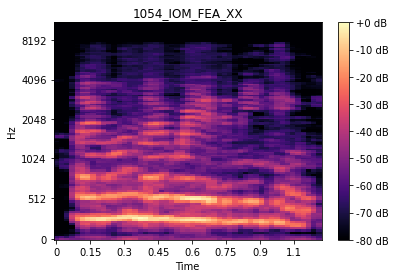 1054_IOM_FEA_XX
+0 dB
8192
-10 dB
4096
-20 dB
-30 dB
2048
Hz
-40 dB
1024
-50 dB
512
-60 dB
-70 dB
0
-80 dB
0 0.15 0.3 0.45 0.6 0.75 0.9 1.1
Time